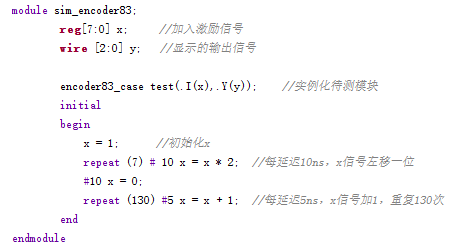 module sim_encoder83;
reg[7:0] x;    //加入激励信号
wire [2:0] y;  //显示的输出信号
encoder83_case test(.I(x),.Y(y));    //实例化待测模块
initial
begin
x = 1;    //初始化x
repeat (7) # 10 x = x * 2;  //每延迟10ns，x信号左移一位
#10 x = 0;
repeat (130) #5 x = x + 1;  //每延迟5ns，x信号加1，重复130次
end
endmodule